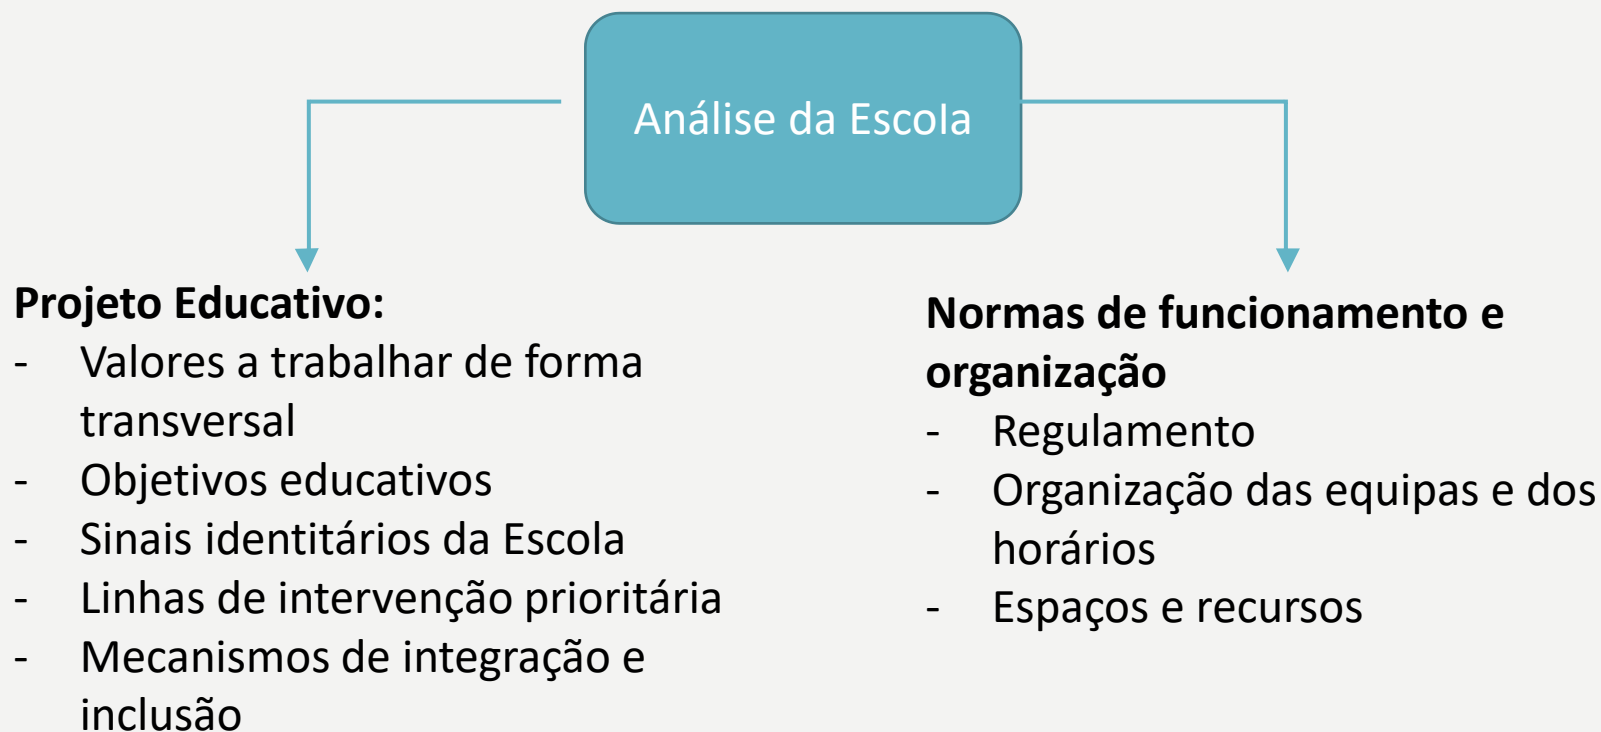 Análise da Escola
Projeto Educativo:
- Valores a trabalhar de forma
transversal
- Objetivos educativos
- Sinais identitários da Escola
- Linhas de intervenção prioritária
- Mecanismos de integração e
inclusão
Normas de funcionamento e
organização
- Regulamento
- Organização das equipas e dos
horários
- Espaços e recursos